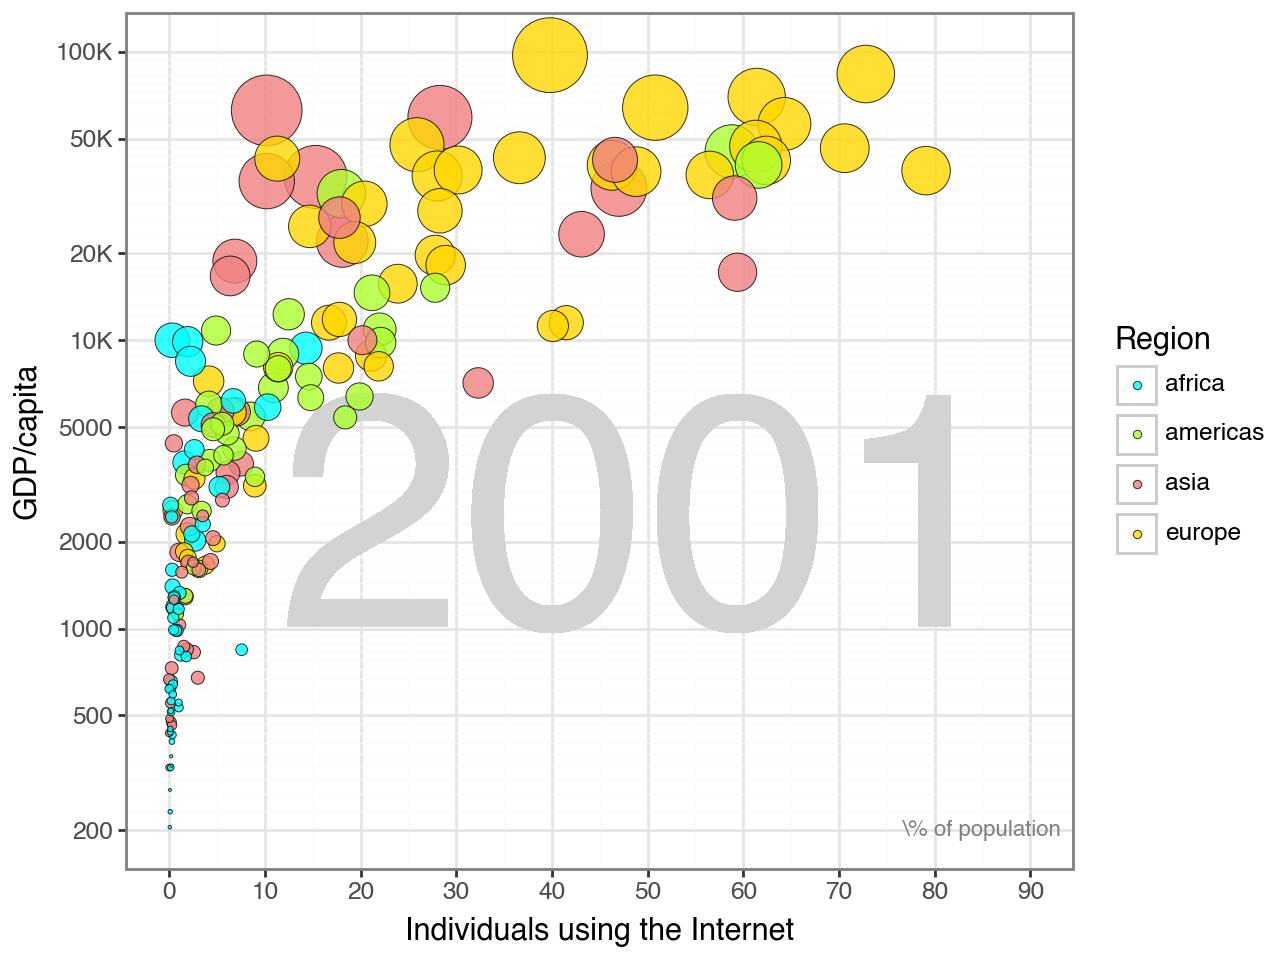 100K
50K
20K
10K
5000
2000
1000
500
200
GDP/capita
2001
\% of population
0 10 20 30 40 50 60 70 80 90
Individuals using the Internet
Region
africa
americas
asia
europe